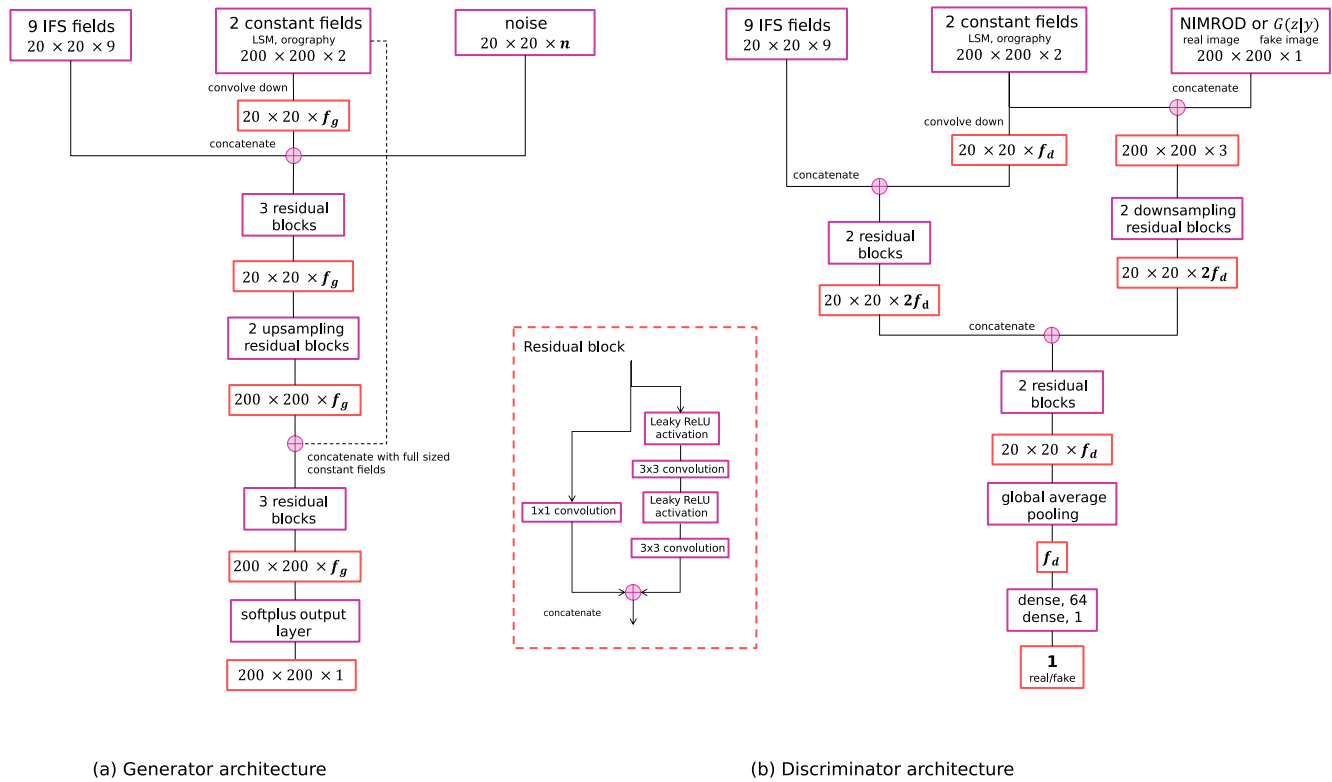 9 IFS fields
20 × 20 × 9
2 constant fields
LSM, orography
200 × 200 × 2
noise
20 × 20 × n
convolve down
20 × 20 × f_g
concatenate
3 residual
blocks
20 × 20 × f_g
2 upsampling
residual blocks
200 × 200 × f_g
concatenate with full sized
constant fields
3 residual
blocks
200 × 200 × f_g
softplus output
layer
200 × 200 × 1
(a) Generator architecture
Residual block
Leaky ReLU
activation
3x3 convolution
1x1 convolution
Leaky ReLU
activation
3x3 convolution
concatenate
9 IFS fields
20 × 20 × 9
2 constant fields
LSM, orography
200 × 200 × 2
NIMROD or G(z|y)
real image fake image
200 × 200 × 1
concatenate
convolve down
20 × 20 × f_d
200 × 200 × 3
concatenate
2 residual
blocks
2 downsampling
residual blocks
20 × 20 × 2f_d
20 × 20 × 2f_d
concatenate
2 residual
blocks
20 × 20 × f_d
global average
pooling
f_d
dense, 64
dense, 1
1
real/fake
(b) Discriminator architecture